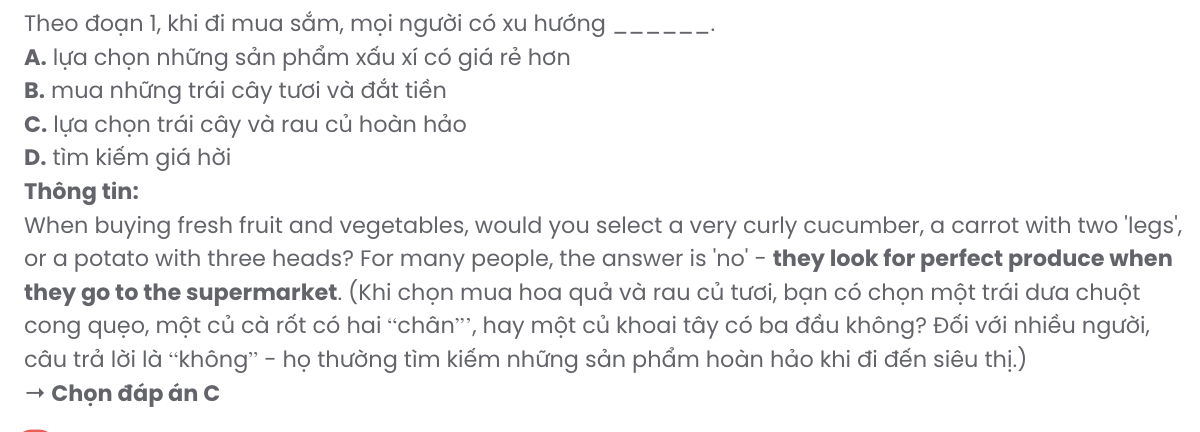 Theo đoạn 1, khi đi mua sắm, mọi người có xu hướng ______.
A. lựa chọn những sản phẩm xấu xí có giá rẻ hơn
B. mua những trái cây tươi và đắt tiền
C. lựa chọn trái cây và rau củ hoàn hảo
D. tìm kiếm giá hời
Thông tin:
When buying fresh fruit and vegetables, would you select a very curly cucumber, a carrot with two 'legs',
or a potato with three heads? For many people, the answer is 'no' - they look for perfect produce when
they go to the supermarket. (Khi chọn mua hoa quả và rau củ tươi, bạn có chọn một trái dưa chuột
cong quẹo, một củ cà rốt có hai “chân”’, hay một củ khoai tây có ba đầu không? Đối với nhiều người,
câu trả lời là “không” - họ thường tìm kiếm những sản phẩm hoàn hảo khi đi đến siêu thị.)
→ Chọn đáp án C